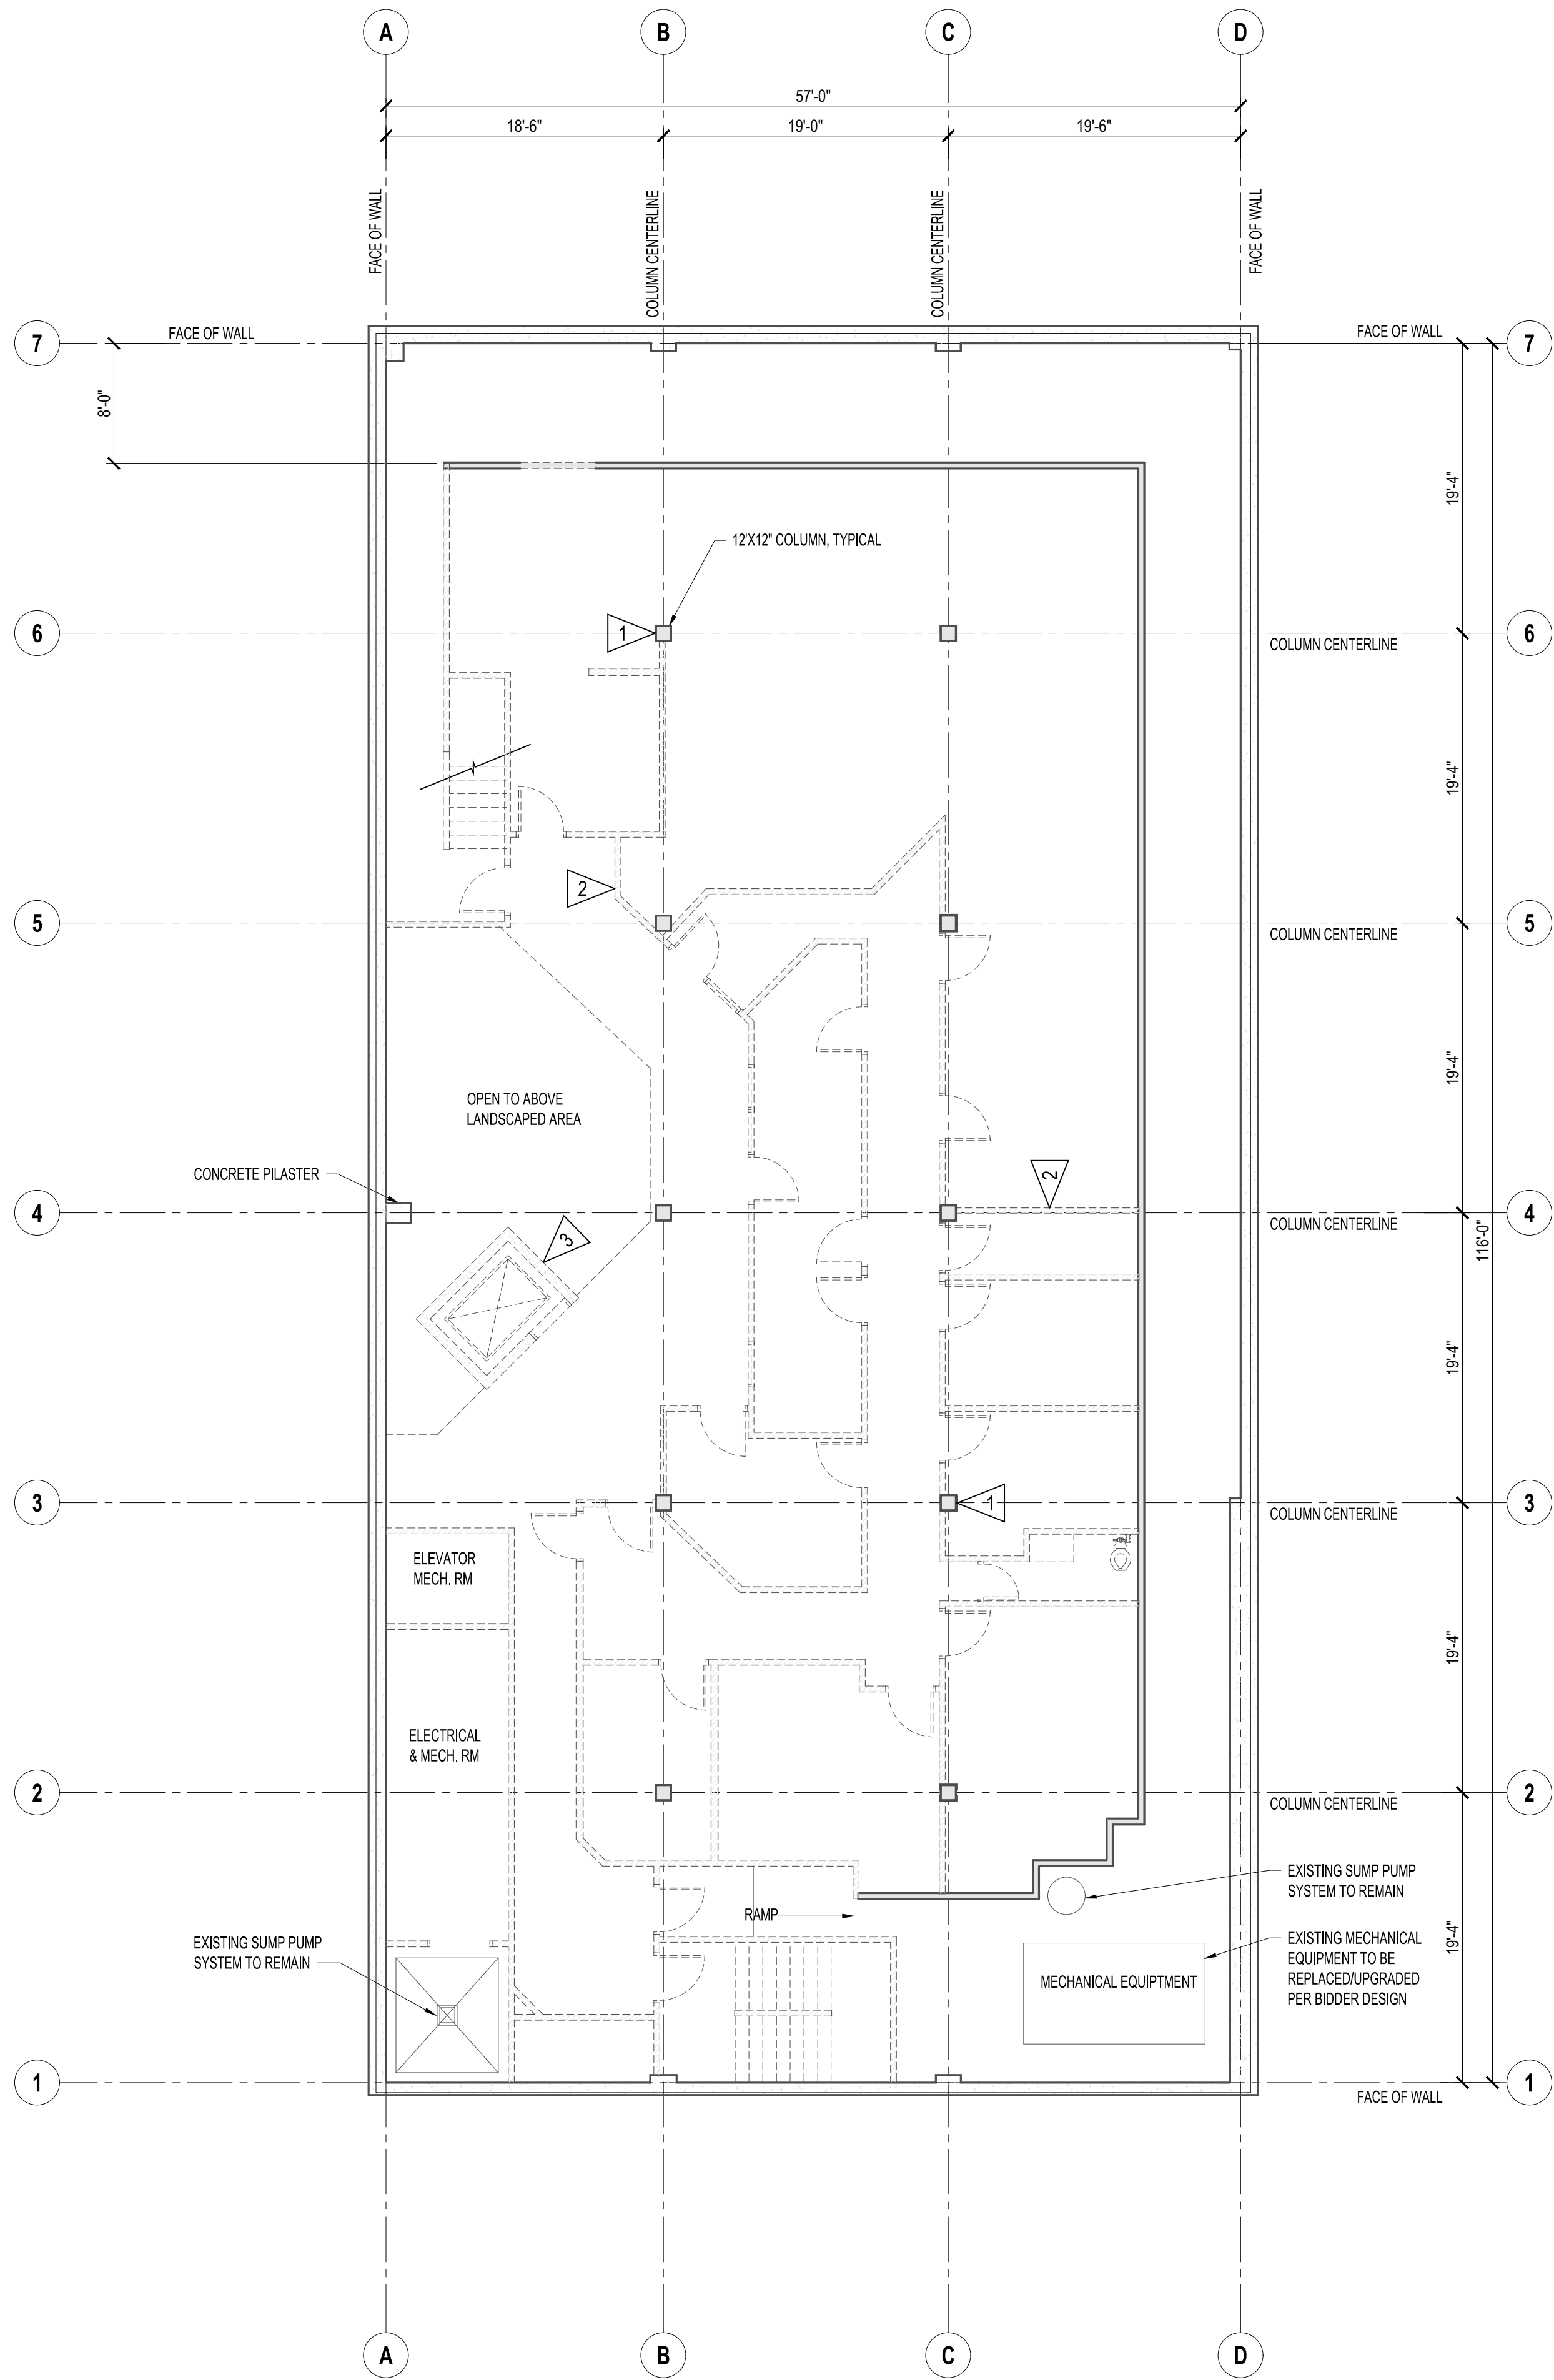 A
B
C
D
57'-0"
18'-6"
19'-0"
19'-6"
FACE OF WALL
COLUMN CENTERLINE
COLUMN CENTERLINE
FACE OF WALL
7
FACE OF WALL
FACE OF WALL
7
8'-0"
19'-4"
12'X12" COLUMN, TYPICAL
6
1
6
COLUMN CENTERLINE
19'-4"
2
5
5
COLUMN CENTERLINE
19'-4"
OPEN TO ABOVE
LANDSCAPED AREA
CONCRETE PILASTER
2
4
4
COLUMN CENTERLINE
116'-0"
3
19'-4"
3
1
3
COLUMN CENTERLINE
ELEVATOR
MECH. RM
19'-4"
ELECTRICAL
& MECH. RM
2
2
COLUMN CENTERLINE
EXISTING SUMP PUMP
SYSTEM TO REMAIN
RAMP
19'-4"
EXISTING SUMP PUMP
SYSTEM TO REMAIN
EXISTING MECHANICAL
EQUIPMENT TO BE
REPLACED/UPGRADED
PER BIDDER DESIGN
MECHANICAL EQUIPTMENT
1
1
FACE OF WALL
A
B
C
D